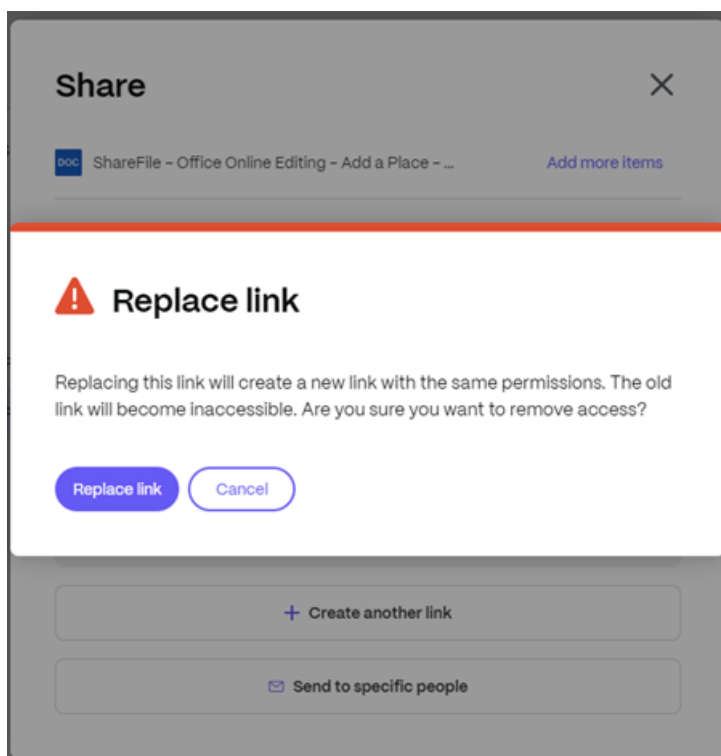 Share
DOC ShareFile – Office Online Editing – Add a Place – ... Add more items
Replace link
Replacing this link will create a new link with the same permissions. The old
link will become inaccessible. Are you sure you want to remove access?
Replace link Cancel
+ Create another link
Send to specific people